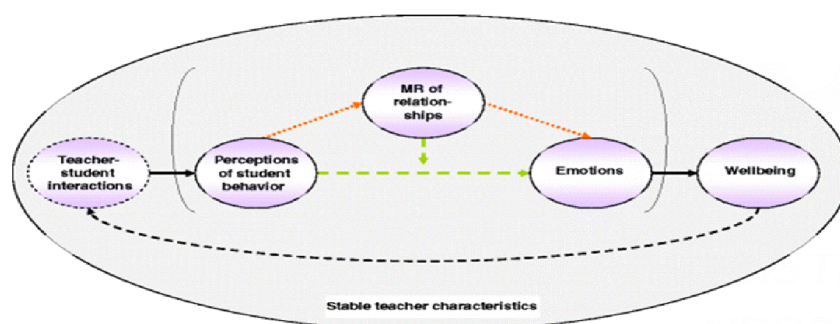 MR of
relation-
ships
Teacher-
student
interactions
Perceptions
of student
behavior
Emotions
Wellbeing
Stable teacher characteristics